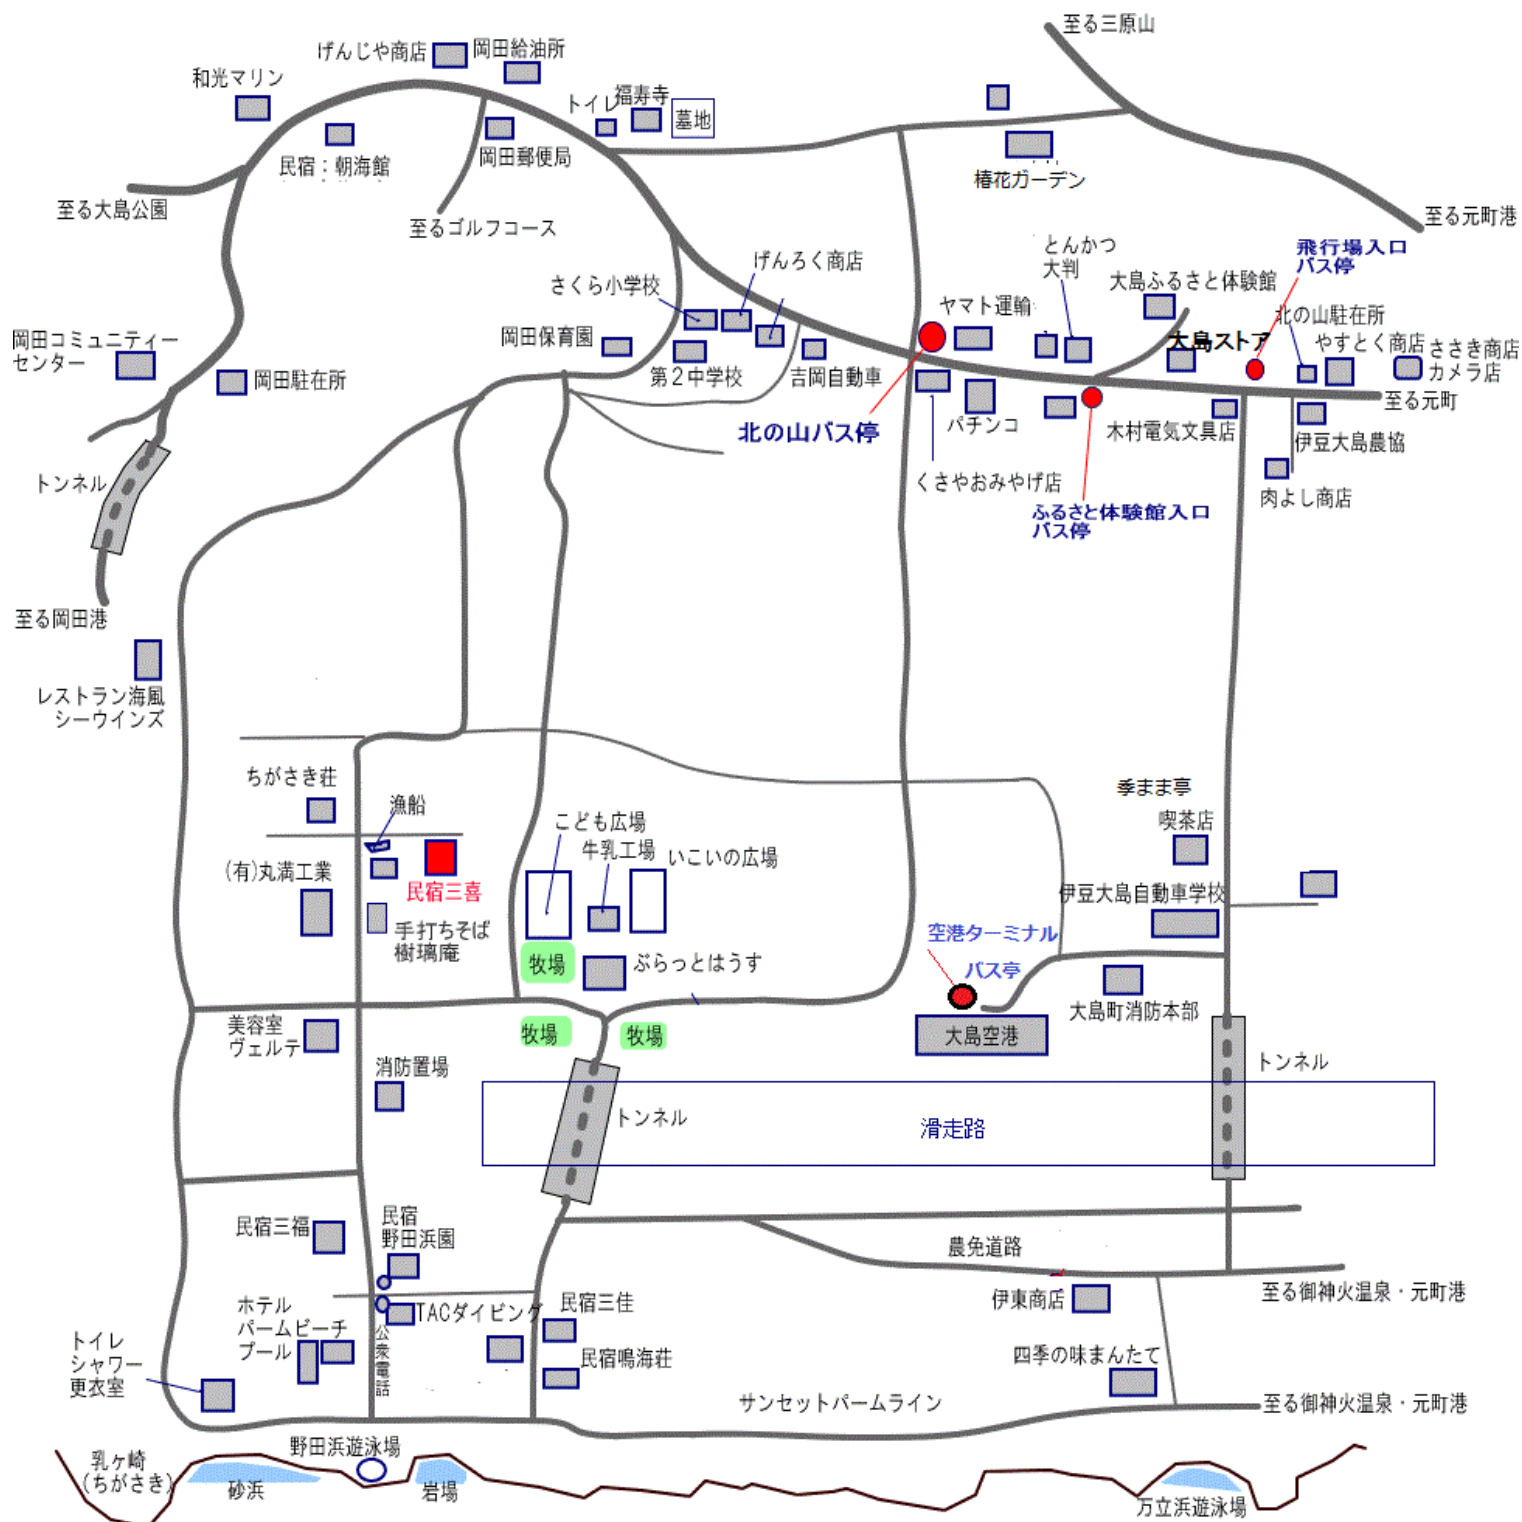 至る三原山
げんじや商店
岡田給油所
和光マリン
トイレ
福寿寺
墓地
民宿：朝海館
岡田郵便局
椿花ガーデン
至る大島公園
至るゴルフコース
至る元町港
飛行場入口
バス停
とんかつ
大判
げんろく商店
さくら小学校
大島ふるさと体験館
ヤマト運輸
北の山駐在所
岡田コミュニティー
センター
岡田保育園
大島ストア
やすとく商店
ささき商店
カメラ店
岡田駐在所
第２中学校
吉岡自動車
至る元町
北の山バス停
パチンコ
木村電気文具店
伊豆大島農協
トンネル
くさやおみやげ店
肉よし商店
ふるさと体験館入口
バス停
至る岡田港
レストラン海風
シーウインズ
ちがさき荘
季まま亭
喫茶店
漁船
こども広場
牛乳工場
いこいの広場
(有)丸満工業
民宿三喜
伊豆大島自動車学校
手打ちそば
樹璃庵
空港ターミナル
バス亭
牧場
ぶらっとはうす
大島町消防本部
美容室
ヴェルテ
牧場
牧場
大島空港
消防置場
トンネル
トンネル
滑走路
民宿三福
民宿
野田浜園
農免道路
至る御神火温泉・元町港
伊東商店
ホテル
パームビーチ
プール
TACダイビング
民宿三佳
公衆電話
トイレ
シャワー
更衣室
民宿鳴海荘
四季の味まんたて
サンセットパームライン
至る御神火温泉・元町港
野田浜遊泳場
乳ヶ崎
(ちがさき)
砂浜
岩場
万立浜遊泳場